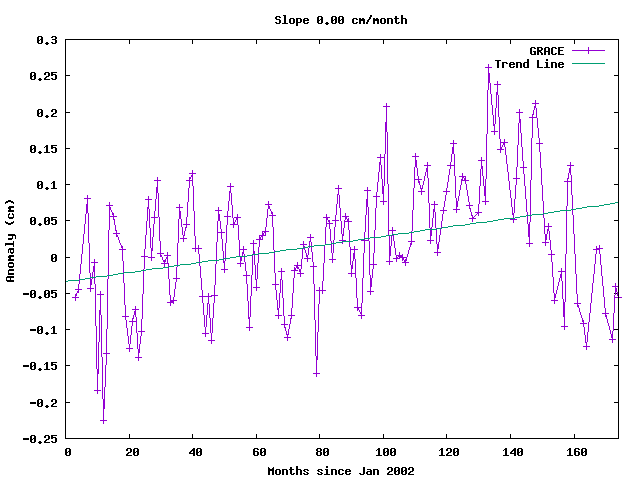 Slope 0.00 cm/month
0.3
0.25
0.2
0.15
0.1
0.05
0
-0.05
-0.1
-0.15
-0.2
-0.25
Anomaly (cm)
GRACE
Trend Line
0 20 40 60 80 100 120 140 160
Months since Jan 2002